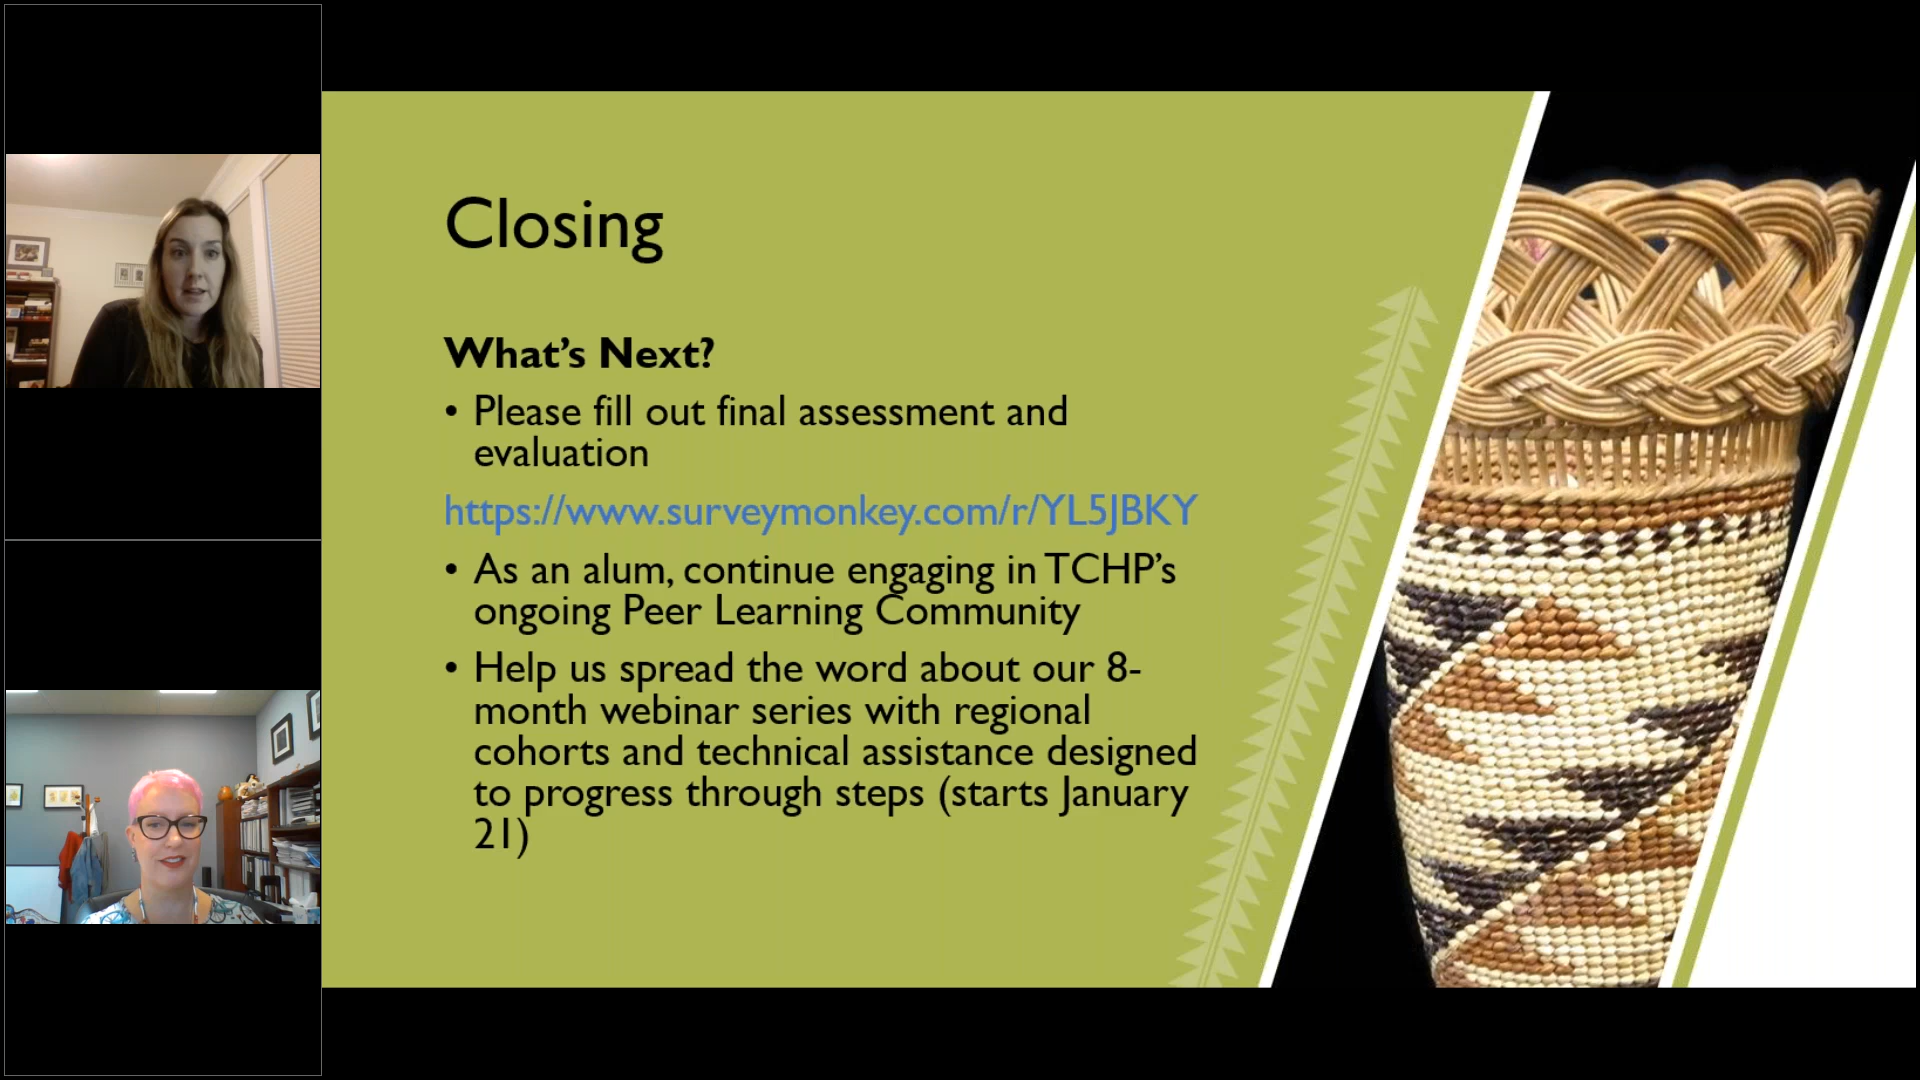 Closing
What’s Next?
• Please fill out final assessment and
evaluation
https://www.surveymonkey.com/r/YL5JBKY
• As an alum, continue engaging in TCHP’s
ongoing Peer Learning Community
• Help us spread the word about our 8-
month webinar series with regional
cohorts and technical assistance designed
to progress through steps (starts January
21)